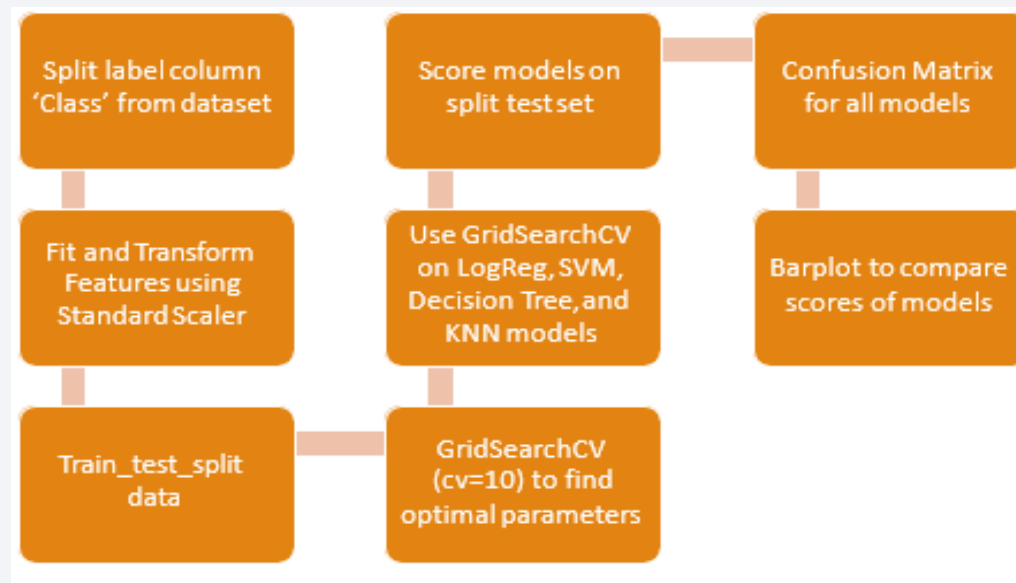 Split label column
‘Class’ from dataset
Fit and Transform
Features using
Standard Scaler
Train_test_split
data
GridSearchCV
(cv=10) to find
optimal parameters
Use GridSearchCV
on LogReg, SVM,
Decision Tree, and
KNN models
Score models on
split test set
Confusion Matrix
for all models
Barplot to compare
scores of models